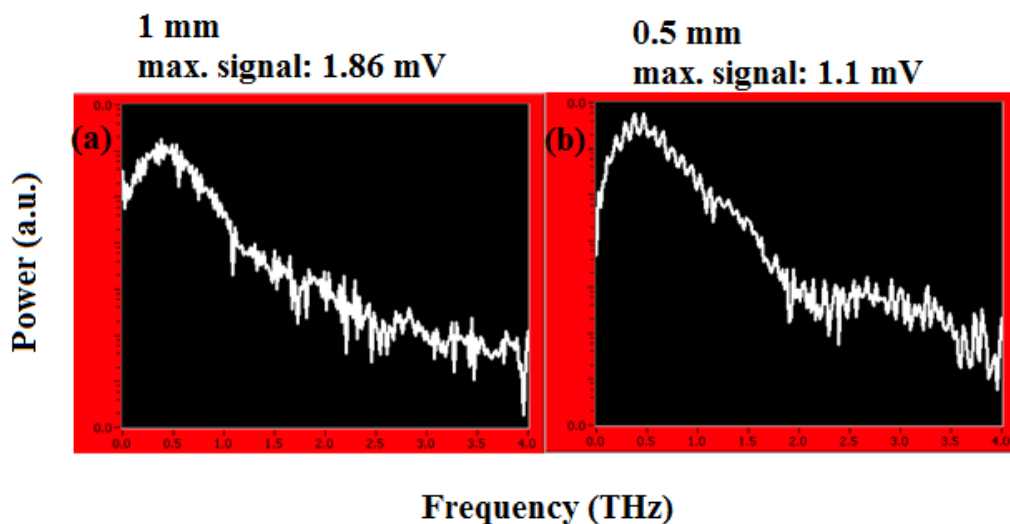 1 mm
max. signal: 1.86 mV
0.5 mm
max. signal: 1.1 mV
(a)
(b)
Power (a.u.)
0.0
0.0
0.0 0.5 1.0 1.5 2.0 2.5 3.0 3.5 4.0
0.0
0.0
0.0 0.5 1.0 1.5 2.0 2.5 3.0 3.5 4.0
Frequency (THz)